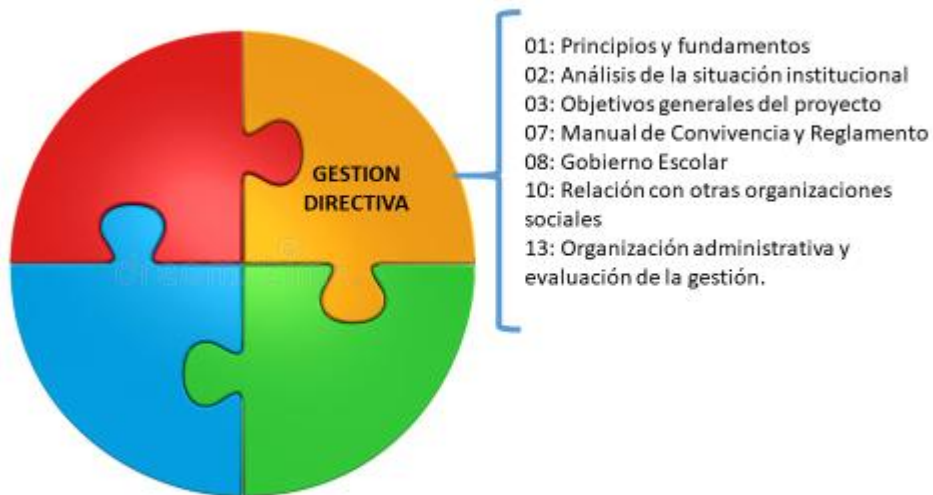 GESTION
DIRECTIVA
01: Principios y fundamentos
02: Análisis de la situación institucional
03: Objetivos generales del proyecto
07: Manual de Convivencia y Reglamento
08: Gobierno Escolar
10: Relación con otras organizaciones
sociales
13: Organización administrativa y
evaluación de la gestión.